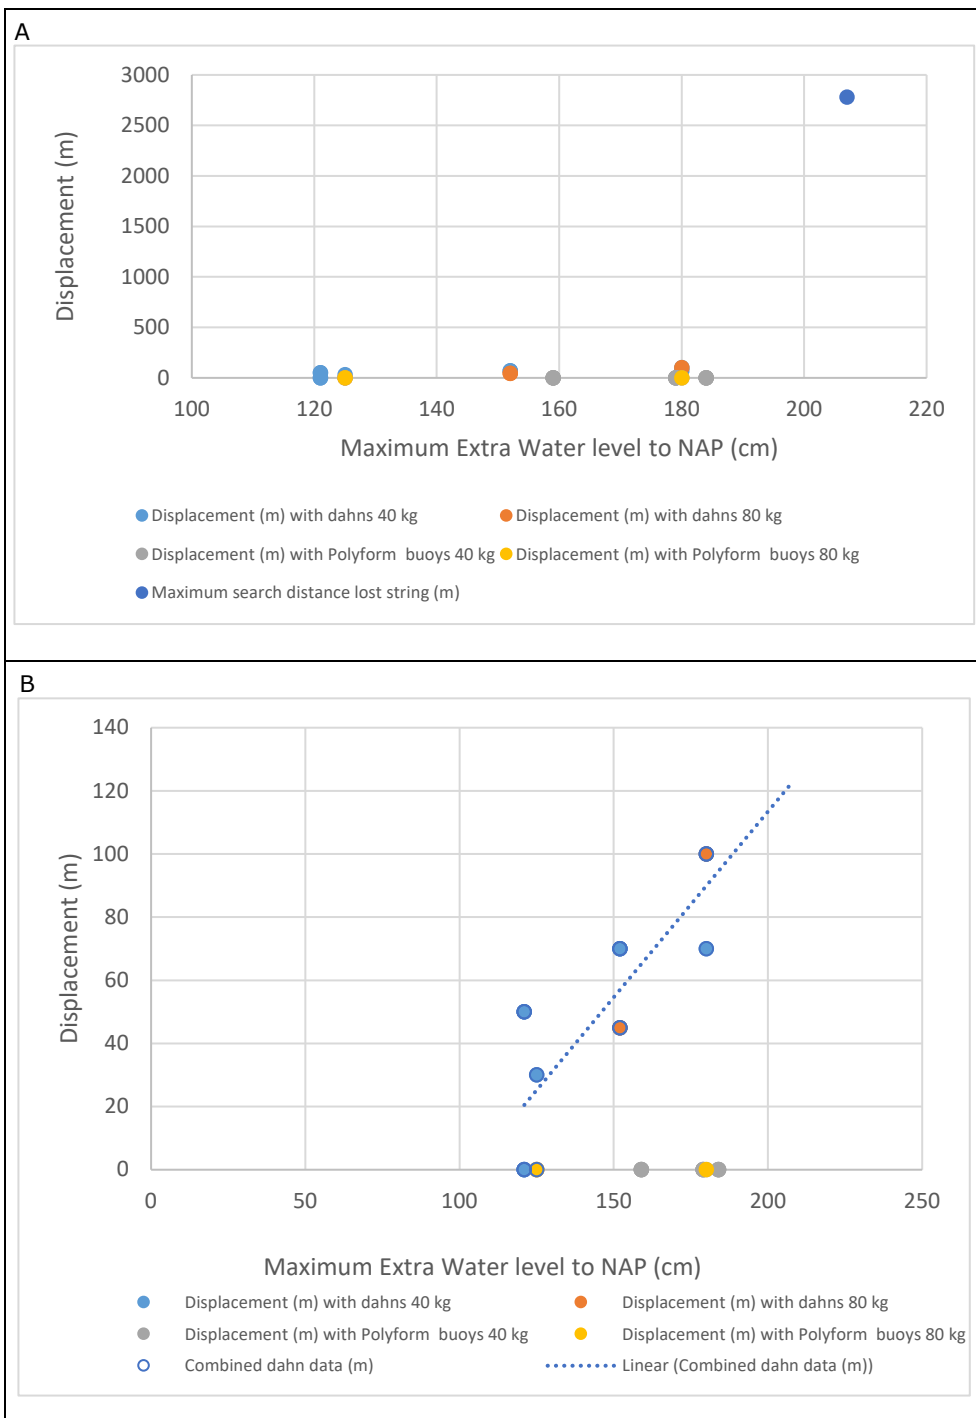 A
3000
2500
2000
1500
1000
500
0
Displacement (m)
100 120 140 160 180 200 220
Maximum Extra Water level to NAP (cm)
Displacement (m) with dahns 40 kg Displacement (m) with dahns 80 kg
Displacement (m) with Polyform buoys 40 kg Displacement (m) with Polyform buoys 80 kg
Maximum search distance lost string (m)
B
140
120
100
80
60
40
20
0
Displacement (m)
0 50 100 150 200 250
Maximum Extra Water level to NAP (cm)
Displacement (m) with dahns 40 kg Displacement (m) with dahns 80 kg
Displacement (m) with Polyform buoys 40 kg Displacement (m) with Polyform buoys 80 kg
Combined dahn data (m) Linear (Combined dahn data (m))